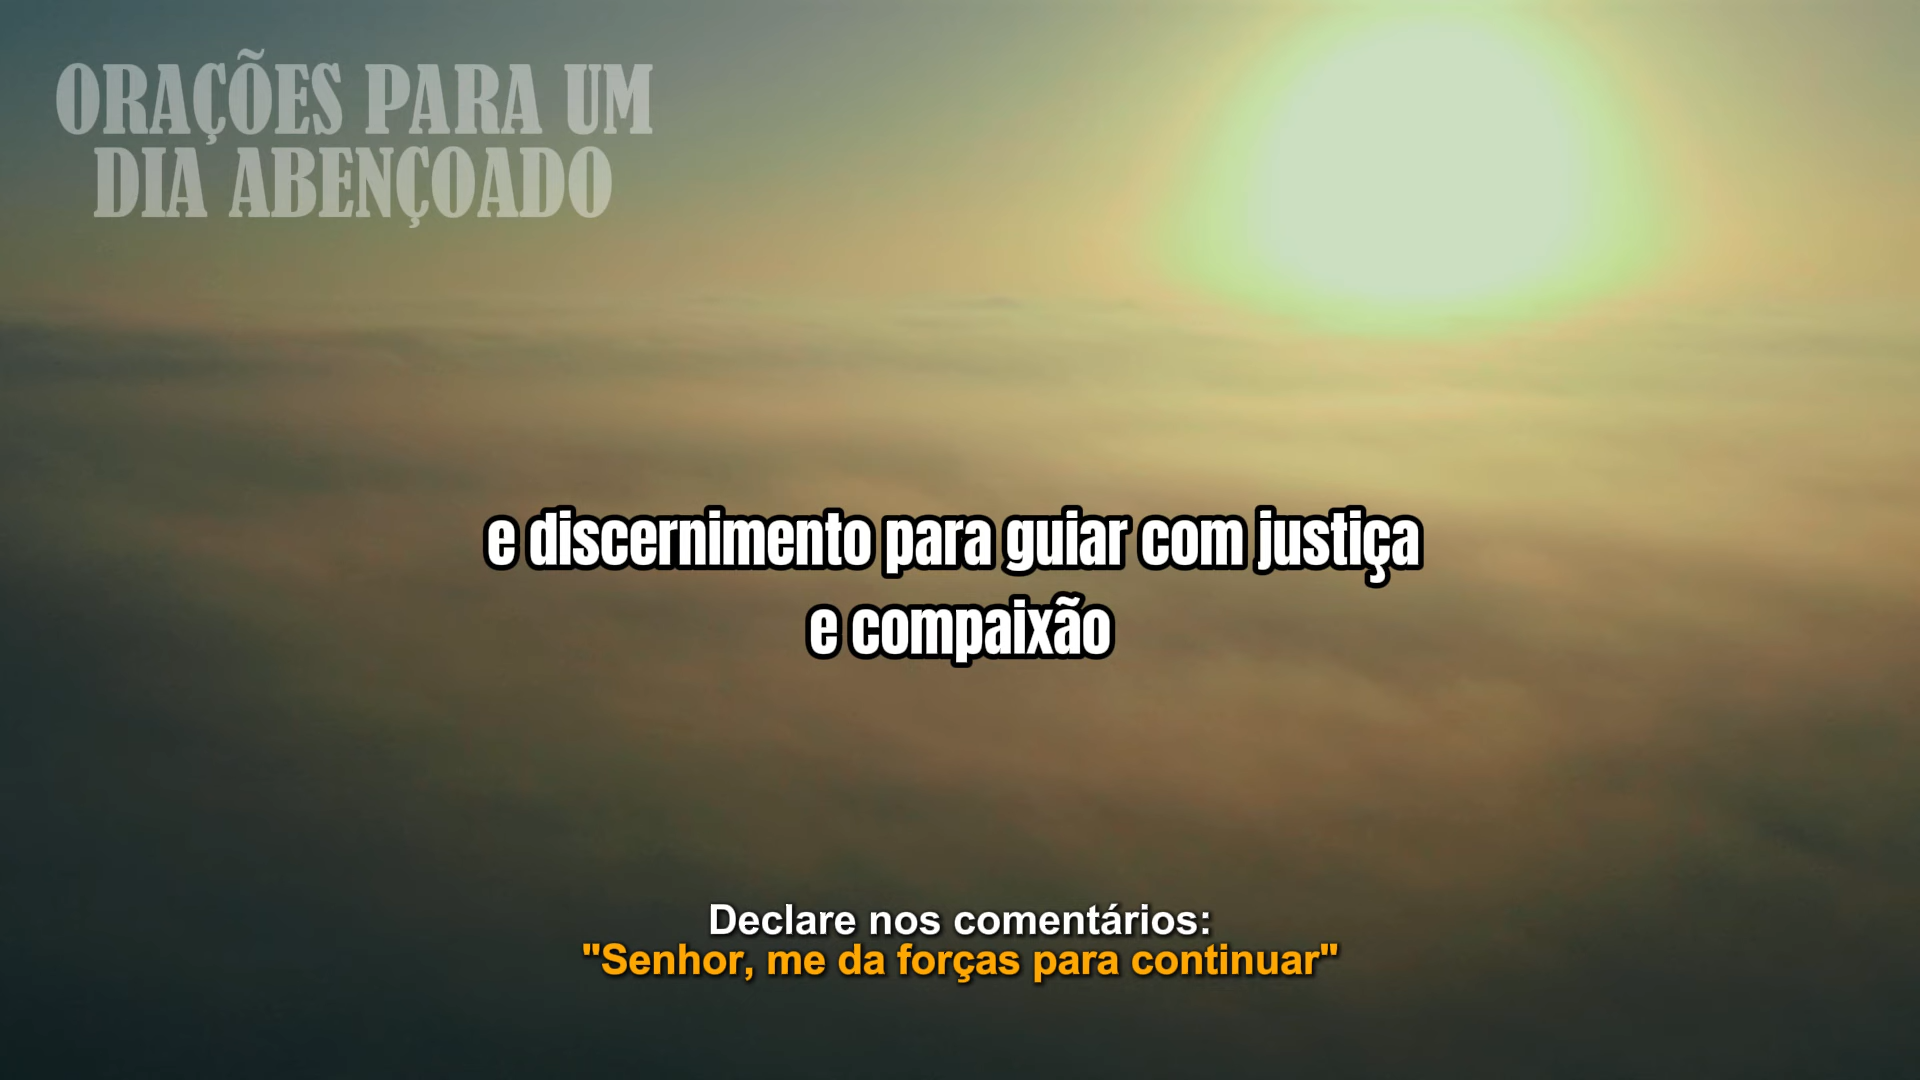 ORAÇÕES PARA UM
DIA ABENÇOADO
e discernimento para guiar com justiça
e compaixão
Declare nos comentários:
"Senhor, me da forças para continuar"